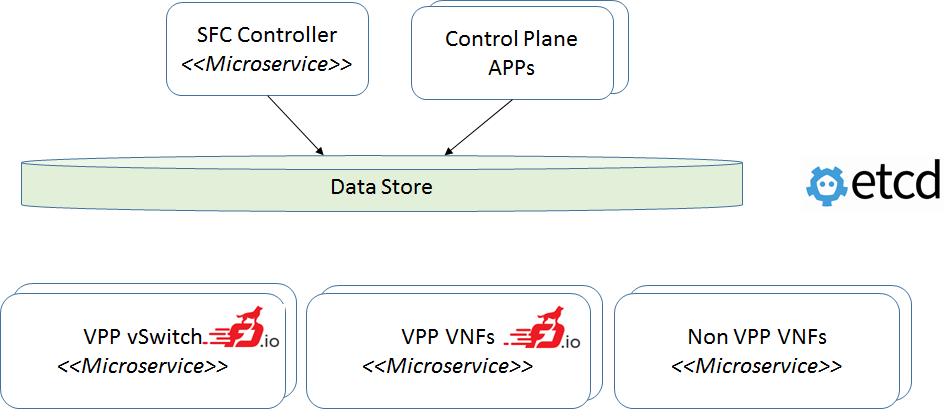 SFC Controller
<<Microservice>>
Control Plane
APPs
Data Store
etcd
VPP vSwitch
.io
<<Microservice>>
VPP VNFs
.io
<<Microservice>>
Non VPP VNFs
<<Microservice>>